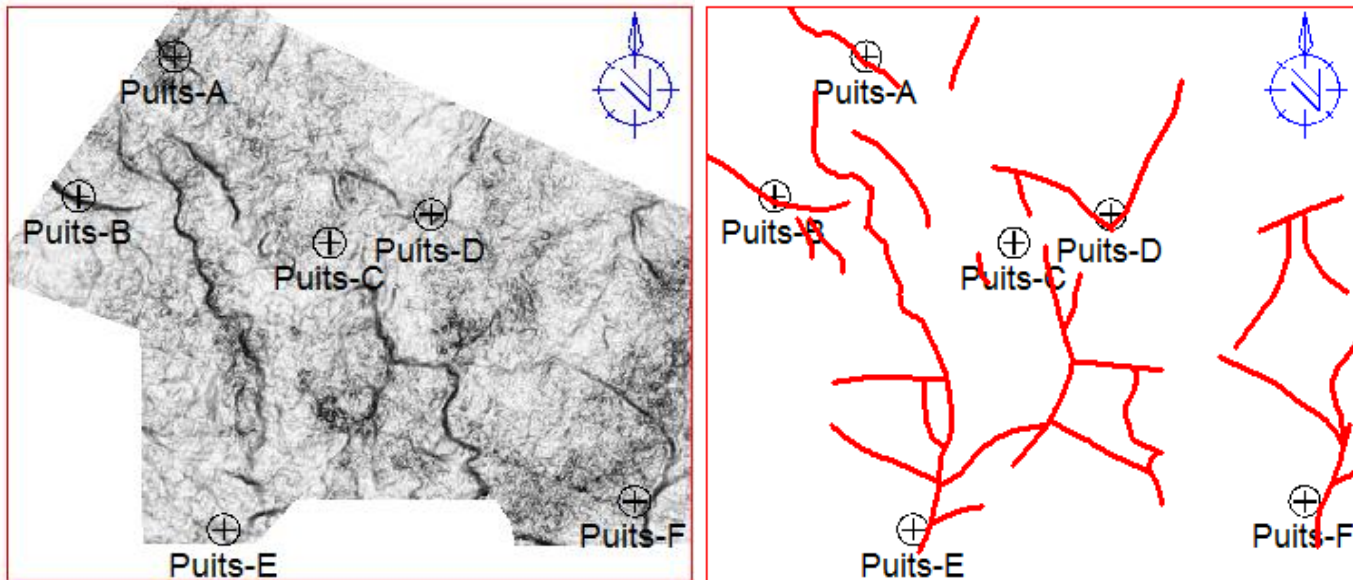 Puits-A
Puits-B
Puits-C
Puits-D
Puits-E
Puits-F
Puits-A
Puits-B
Puits-C
Puits-D
Puits-E
Puits-F